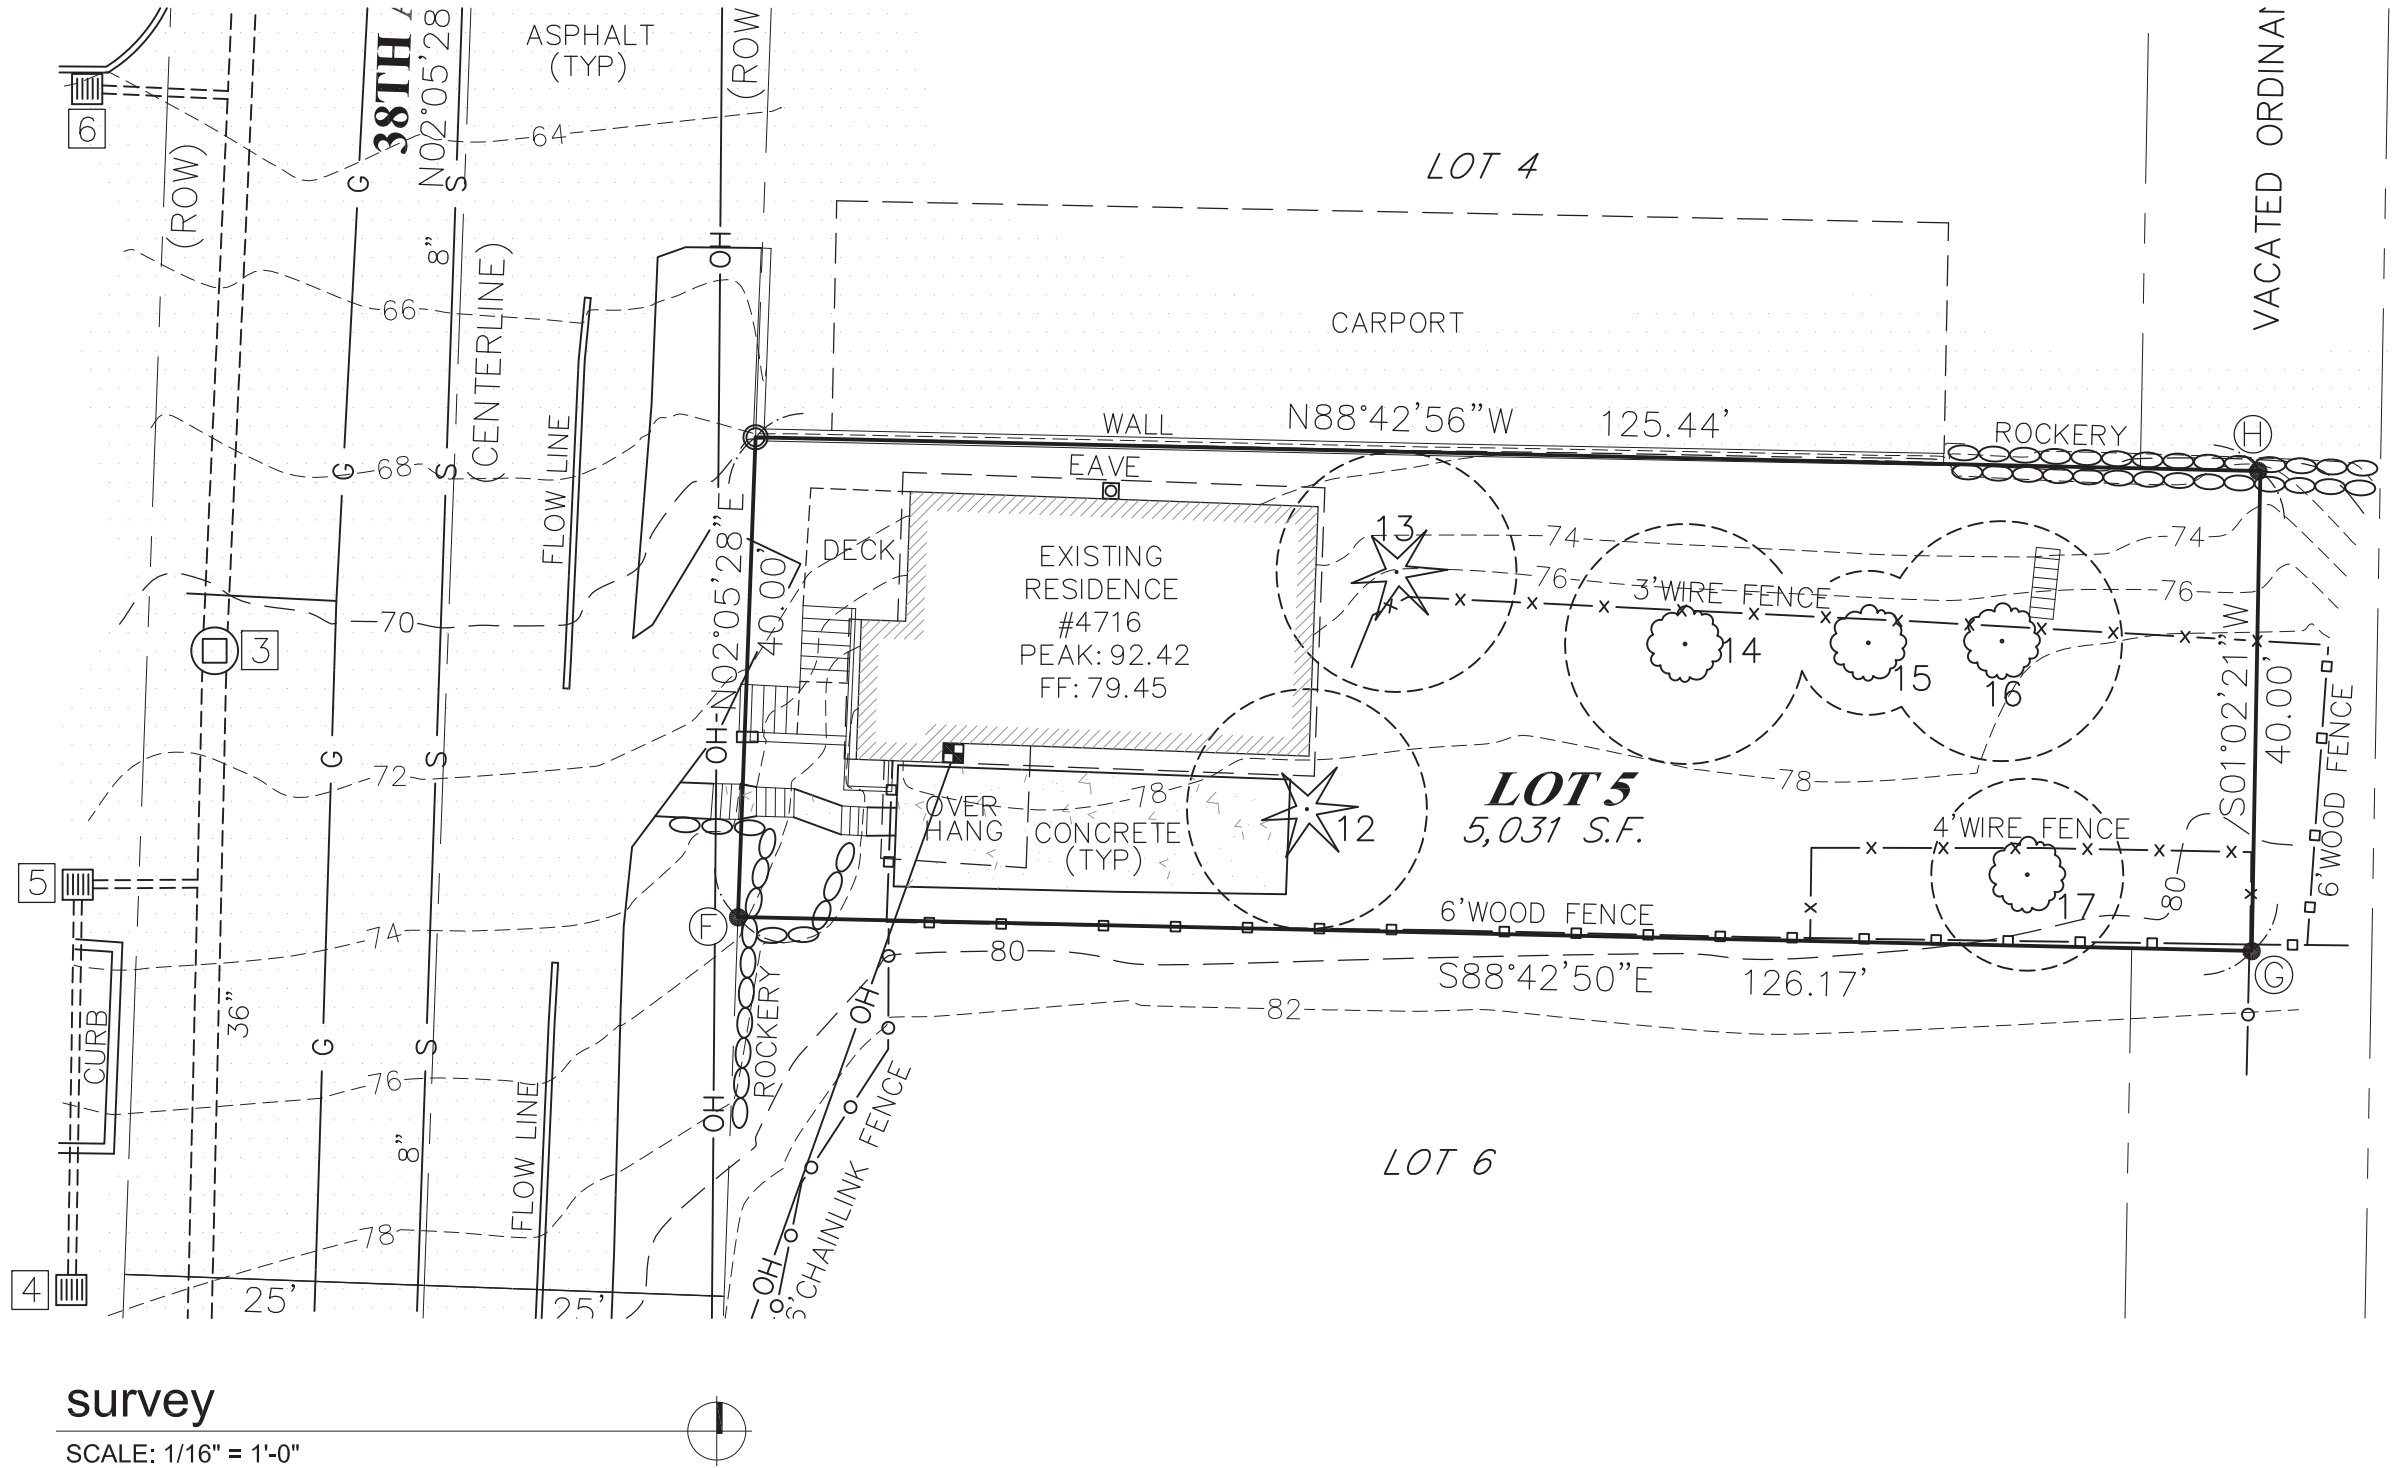 38TH
N02°05'28
ASPHALT
(TYP)
(ROW
VACATED ORDINAN
6
64
(ROW)
G
S
8"
(CENTERLINE)
OH
LOT 4
66
CARPORT
FLOW LINE
68
G
S
WALL
N88°42'56"W 125.44'
ROCKERY
H
EAVE
DECK
EXISTING
RESIDENCE
#4716
PEAK: 92.42
FF: 79.45
N02°05'28" E
40.00'
13
74
74
76
3'WIRE FENCE
76
70
3
14
15
16
S01°02'21" W
40.00'
6'WOOD FENCE
G
S
OH
72
78
78
LOT 5
5,031 S.F.
OVER
HANG
CONCRETE
(TYP)
12
4'WIRE FENCE
17
80
5
F
74
6'WOOD FENCE
80
S88°42'50"E 126.17'
G
82
CURB
36"
G
S
ROCKERY
OH
OH
76
8"
FLOW LINE
6'CHAINLINK FENCE
LOT 6
78
OH
4
25'
25'
survey
SCALE: 1/16" = 1'-0"